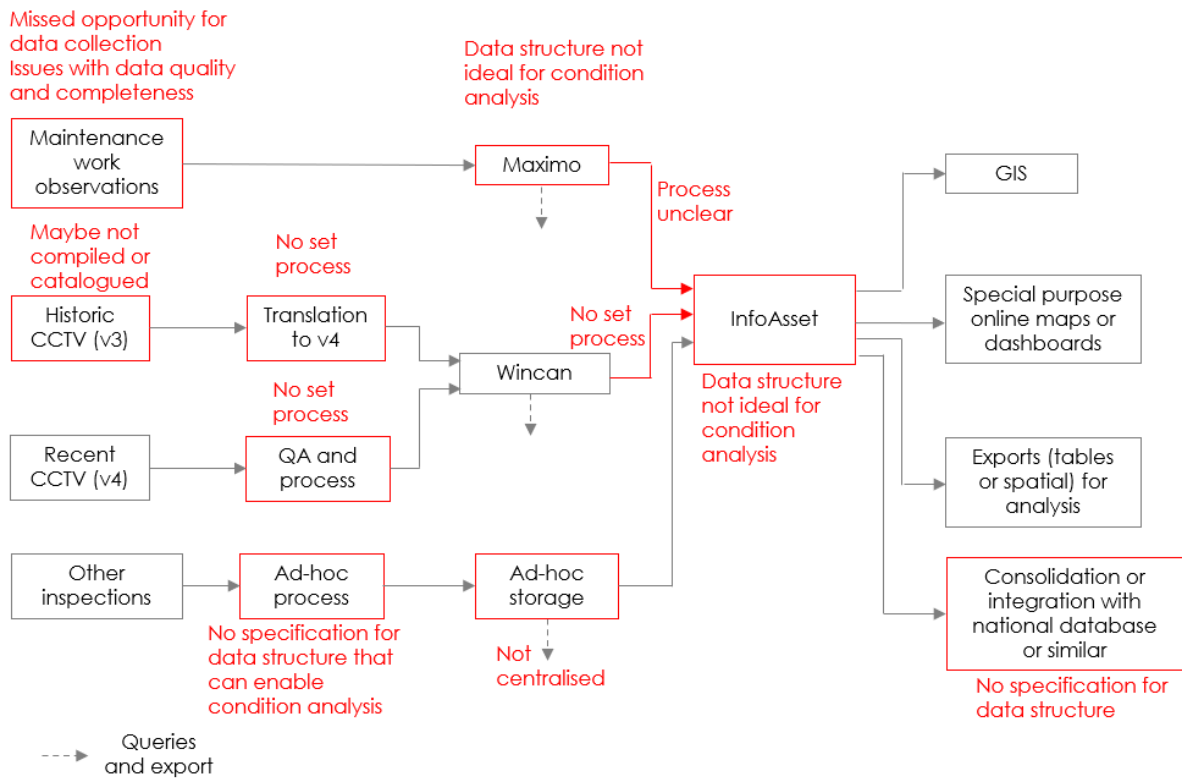 Missed opportunity for
data collection
Issues with data quality
and completeness
Data structure not
ideal for condition
analysis
Maintenance
work
observations
Maximo
GIS
Process
unclear
Maybe not
compiled or
catalogued
No set
process
Historic
CCTV (v3)
Translation
to v4
No set
process
InfoAsset
Special purpose
online maps or
dashboards
Wincan
No set
process
Data structure
not ideal for
condition
analysis
Recent
CCTV (v4)
QA and
process
Exports (tables
or spatial) for
analysis
Other
inspections
Ad-hoc
process
Ad-hoc
storage
Consolidation or
integration with
national database
or similar
No specification for
data structure that
can enable
condition analysis
Not
centralised
No specification for
data structure
Queries
and export